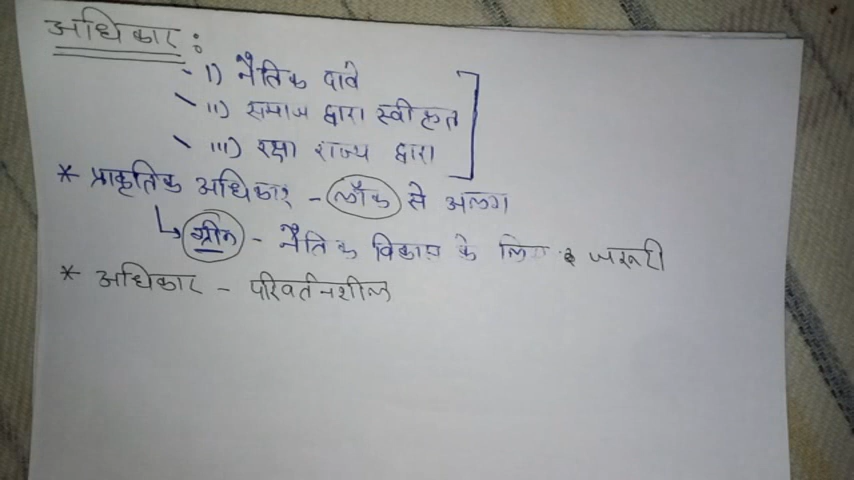 अधिकार :
- i) नैतिक दावे
- ii) समाज द्वारा स्वीकृत
- iii) रक्षा राज्य द्वारा
* प्राकृतिक अधिकार - लॉक से अलग
↳ ग्रीन - नैतिक विकास के लिए जरूरी
* अधिकार - परिवर्तनशील